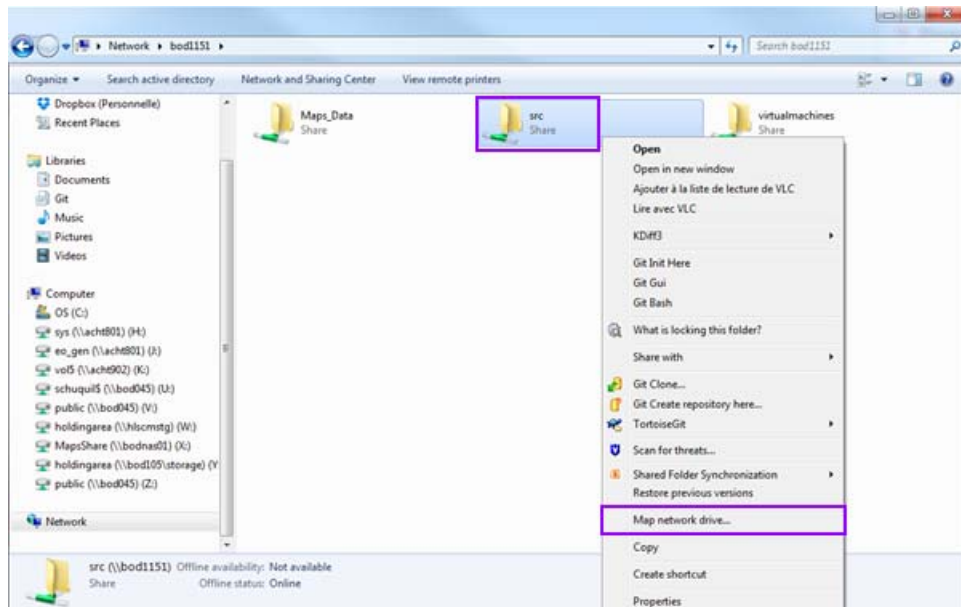 Network ▸ bod1151 ▸
Search bod1151
Organize
Search active directory
Network and Sharing Center
View remote printers
Dropbox (Personnelle)
Recent Places
Libraries
Documents
Git
Music
Pictures
Videos
Computer
OS (C:)
sys (\\acht801) (H:)
eo_gen (\\acht801) (J:)
vol5 (\\acht902) (K:)
schuquil$ (\\bod045) (U:)
public (\\bod045) (V:)
holdingarea (\\hlscmstg) (W:)
MapsShare (\\bodnas01) (X:)
holdingarea (\\bod105\storage) (Y
public (\\bod045) (Z:)
Network
Maps_Data
Share
src
Share
virtualmachines
Share
Open
Open in new window
Ajouter à la liste de lecture de VLC
Lire avec VLC
KDiff3
Git Init Here
Git Gui
Git Bash
What is locking this folder?
Share with
Git Clone...
Git Create repository here...
TortoiseGit
Scan for threats...
Shared Folder Synchronization
Restore previous versions
Map network drive...
Copy
Create shortcut
Properties
src (\\bod1151) Offline availability: Not available
Share Offline status: Online